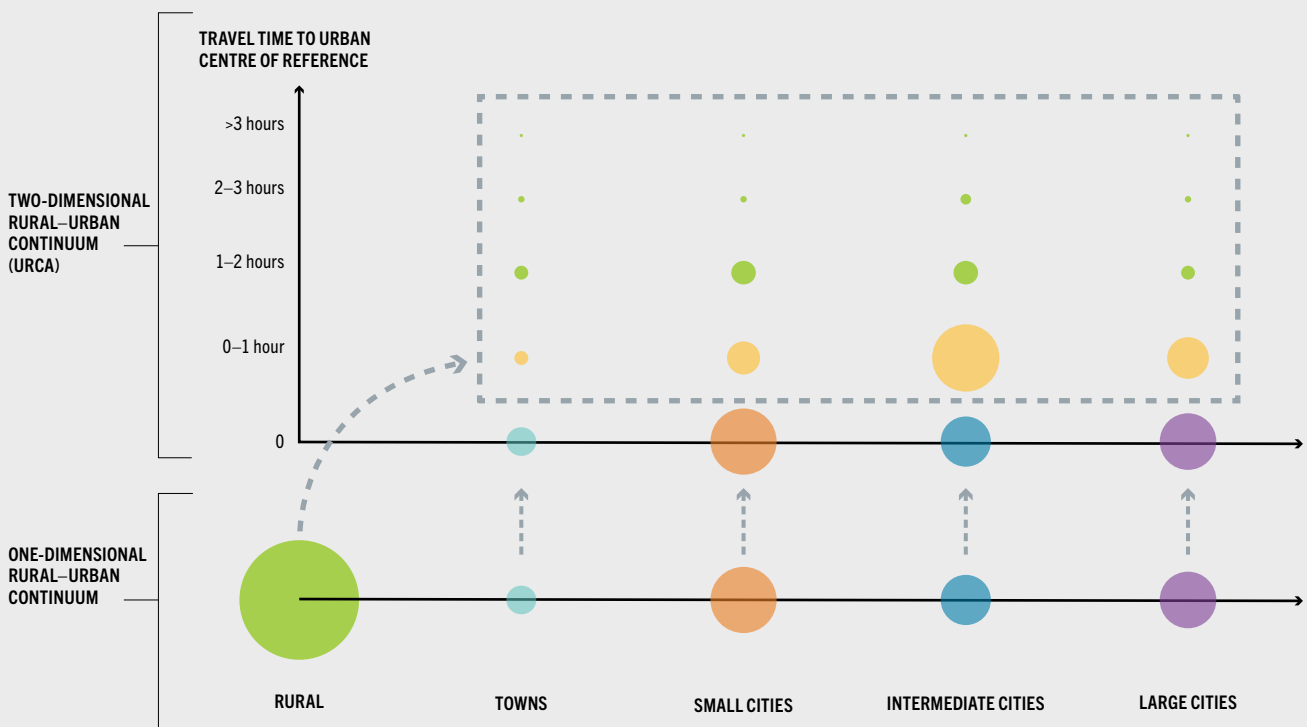 TRAVEL TIME TO URBAN
CENTRE OF REFERENCE
>3 hours
2–3 hours
1–2 hours
0–1 hour
0
TWO-DIMENSIONAL
RURAL–URBAN
CONTINUUM
(URCA)
ONE-DIMENSIONAL
RURAL–URBAN
CONTINUUM
RURAL
TOWNS
SMALL CITIES
INTERMEDIATE CITIES
LARGE CITIES